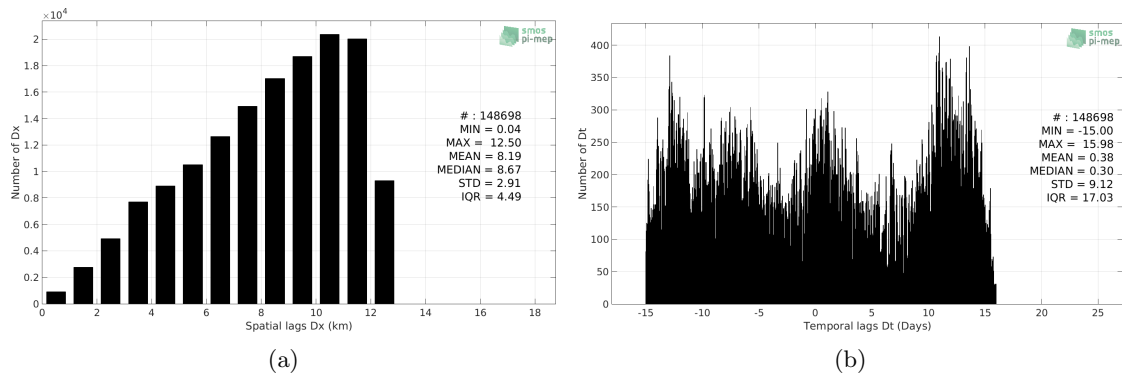 ×10⁴
2
1.8
1.6
1.4
1.2
1
0.8
0.6
0.4
0.2
0
Number of Dx
0 2 4 6 8 10 12 14 16 18
Spatial lags Dx (km)
smos
pi-mep
# : 148698
MIN = 0.04
MAX = 12.50
MEAN = 8.19
MEDIAN = 8.67
STD = 2.91
IQR = 4.49
(a)
400
350
300
250
200
150
100
50
0
Number of Dt
-15 -10 -5 0 5 10 15 20 25
Temporal lags Dt (Days)
smos
pi-mep
# : 148698
MIN = -15.00
MAX = 15.98
MEAN = 0.38
MEDIAN = 0.30
STD = 9.12
IQR = 17.03
(b)